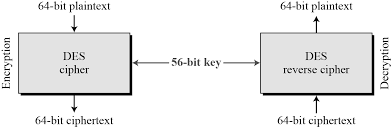 64-bit plaintext
64-bit plaintext
Encryption
DES
cipher
56-bit key
DES
reverse cipher
Decryption
64-bit ciphertext
64-bit ciphertext